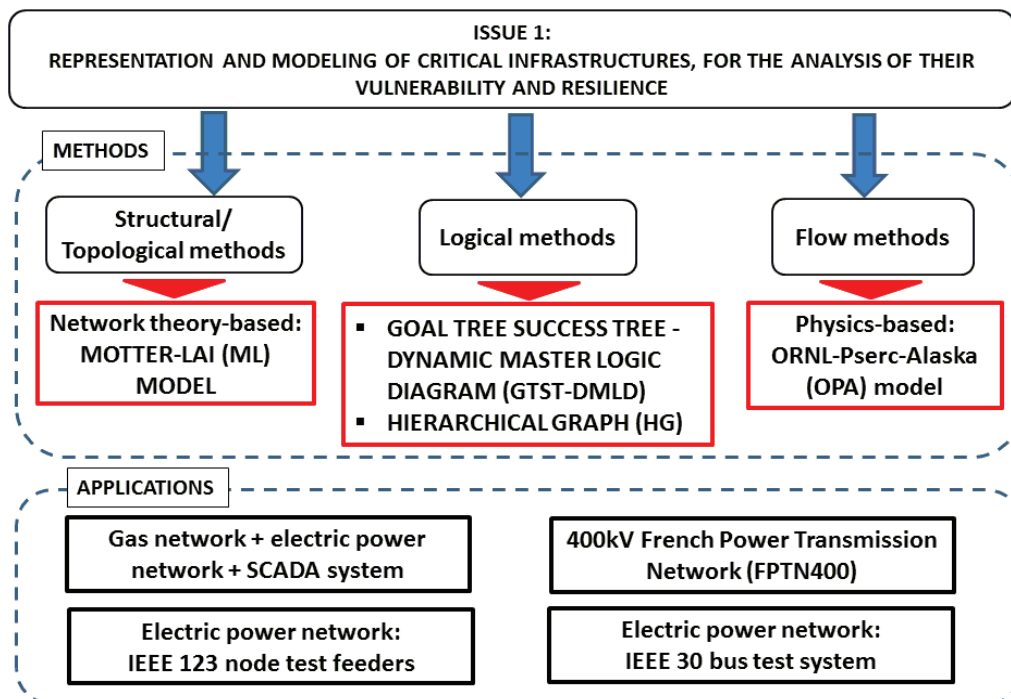 ISSUE 1:
REPRESENTATION AND MODELING OF CRITICAL INFRASTRUCTURES, FOR THE ANALYSIS OF THEIR
VULNERABILITY AND RESILIENCE
METHODS
Structural/
Topological methods
Logical methods
Flow methods
Network theory-based:
MOTTER-LAI (ML)
MODEL
▪ GOAL TREE SUCCESS TREE -
DYNAMIC MASTER LOGIC
DIAGRAM (GTST-DMLD)
▪ HIERARCHICAL GRAPH (HG)
Physics-based:
ORNL-Pserc-Alaska
(OPA) model
APPLICATIONS
Gas network + electric power
network + SCADA system
400kV French Power Transmission
Network (FPTN400)
Electric power network:
IEEE 123 node test feeders
Electric power network:
IEEE 30 bus test system